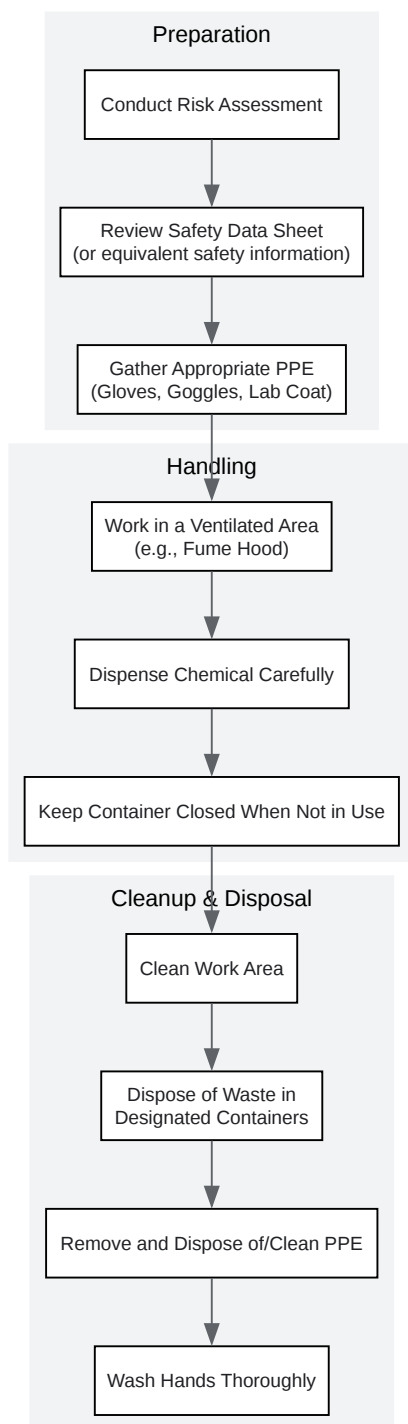 Preparation
Conduct Risk Assessment
Review Safety Data Sheet
(or equivalent safety information)
Gather Appropriate PPE
(Gloves, Goggles, Lab Coat)
Handling
Work in a Ventilated Area
(e.g., Fume Hood)
Dispense Chemical Carefully
Keep Container Closed When Not in Use
Cleanup & Disposal
Clean Work Area
Dispose of Waste in
Designated Containers
Remove and Dispose of/Clean PPE
Wash Hands Thoroughly